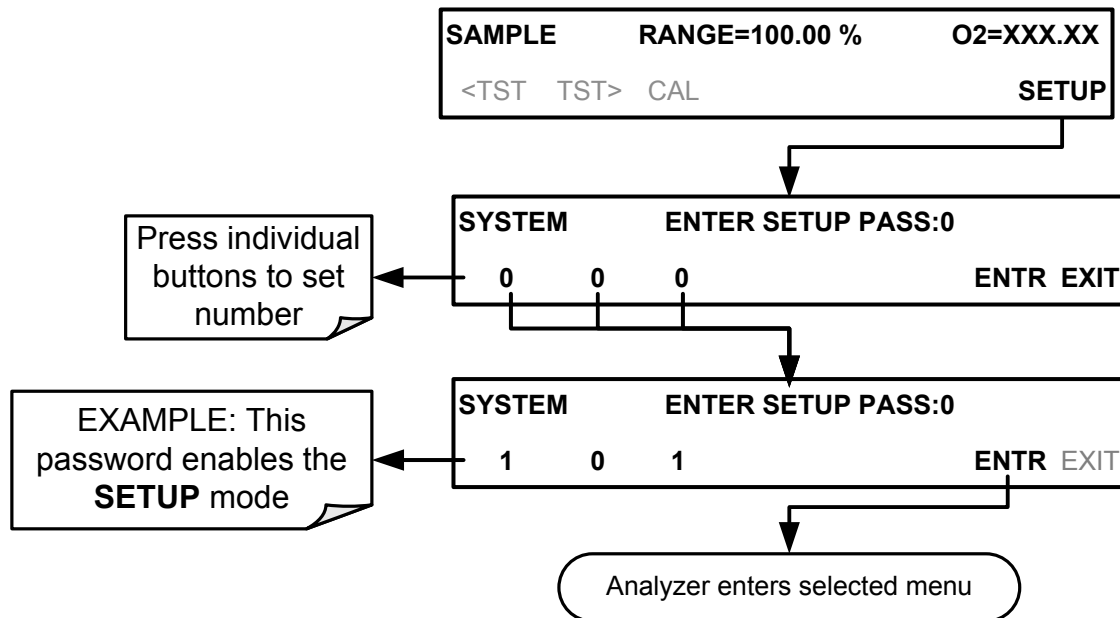 SAMPLE RANGE=100.00 % O2=XXX.XX
<TST TST> CAL SETUP
SYSTEM ENTER SETUP PASS:0
0 0 0 ENTR EXIT
Press individual
buttons to set
number
SYSTEM ENTER SETUP PASS:0
1 0 1 ENTR EXIT
EXAMPLE: This
password enables the
SETUP mode
Analyzer enters selected menu